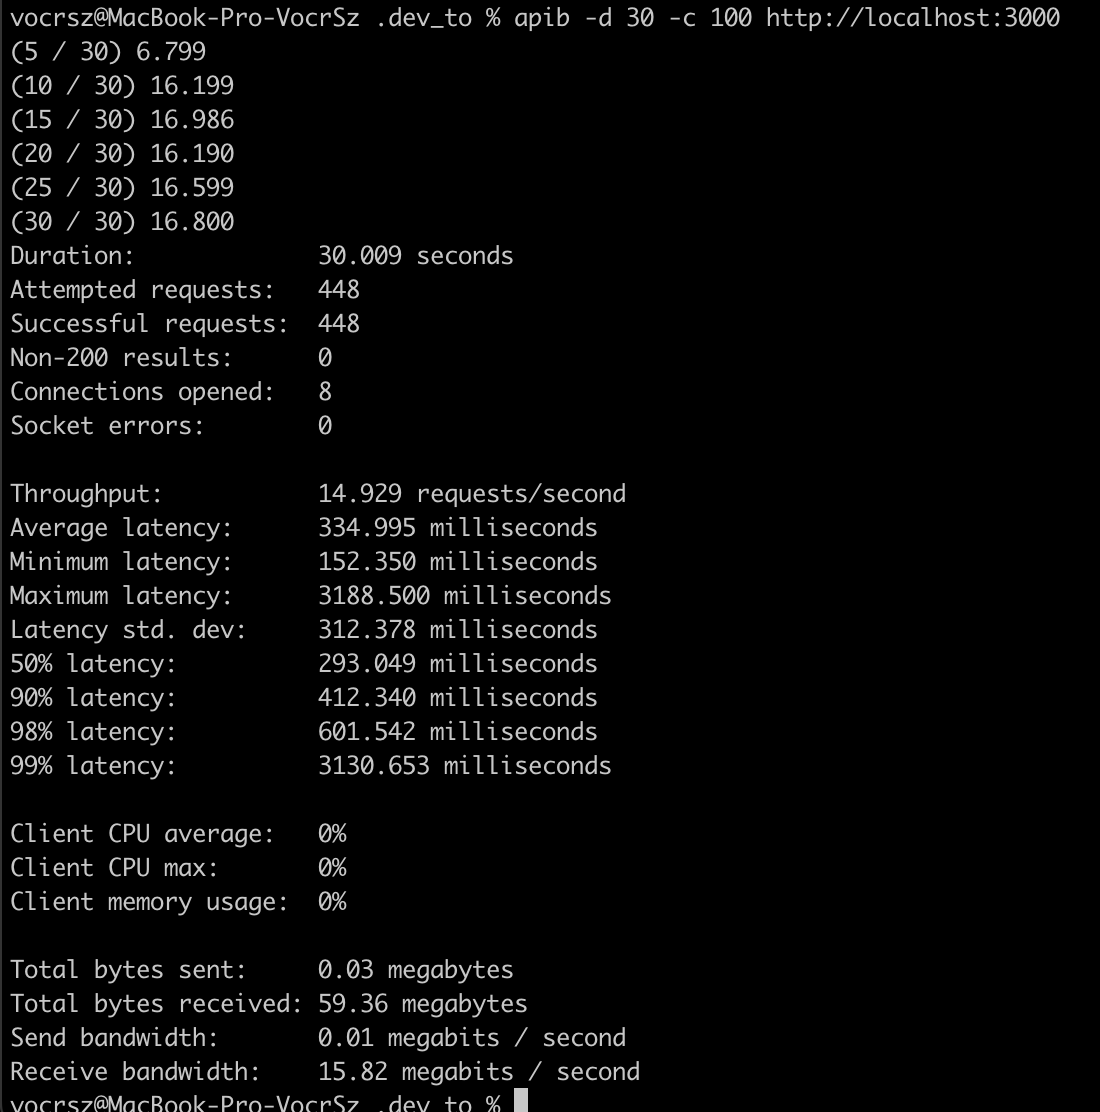 vocrsz@MacBook-Pro-VocrSz .dev_to % apib -d 30 -c 100 http://localhost:3000
(5 / 30) 6.799
(10 / 30) 16.199
(15 / 30) 16.986
(20 / 30) 16.190
(25 / 30) 16.599
(30 / 30) 16.800
Duration: 30.009 seconds
Attempted requests: 448
Successful requests: 448
Non-200 results: 0
Connections opened: 8
Socket errors: 0
Throughput: 14.929 requests/second
Average latency: 334.995 milliseconds
Minimum latency: 152.350 milliseconds
Maximum latency: 3188.500 milliseconds
Latency std. dev: 312.378 milliseconds
50% latency: 293.049 milliseconds
90% latency: 412.340 milliseconds
98% latency: 601.542 milliseconds
99% latency: 3130.653 milliseconds
Client CPU average: 0%
Client CPU max: 0%
Client memory usage: 0%
Total bytes sent: 0.03 megabytes
Total bytes received: 59.36 megabytes
Send bandwidth: 0.01 megabits / second
Receive bandwidth: 15.82 megabits / second
vocrsz@MacBook-Pro-VocrSz .dev_to %